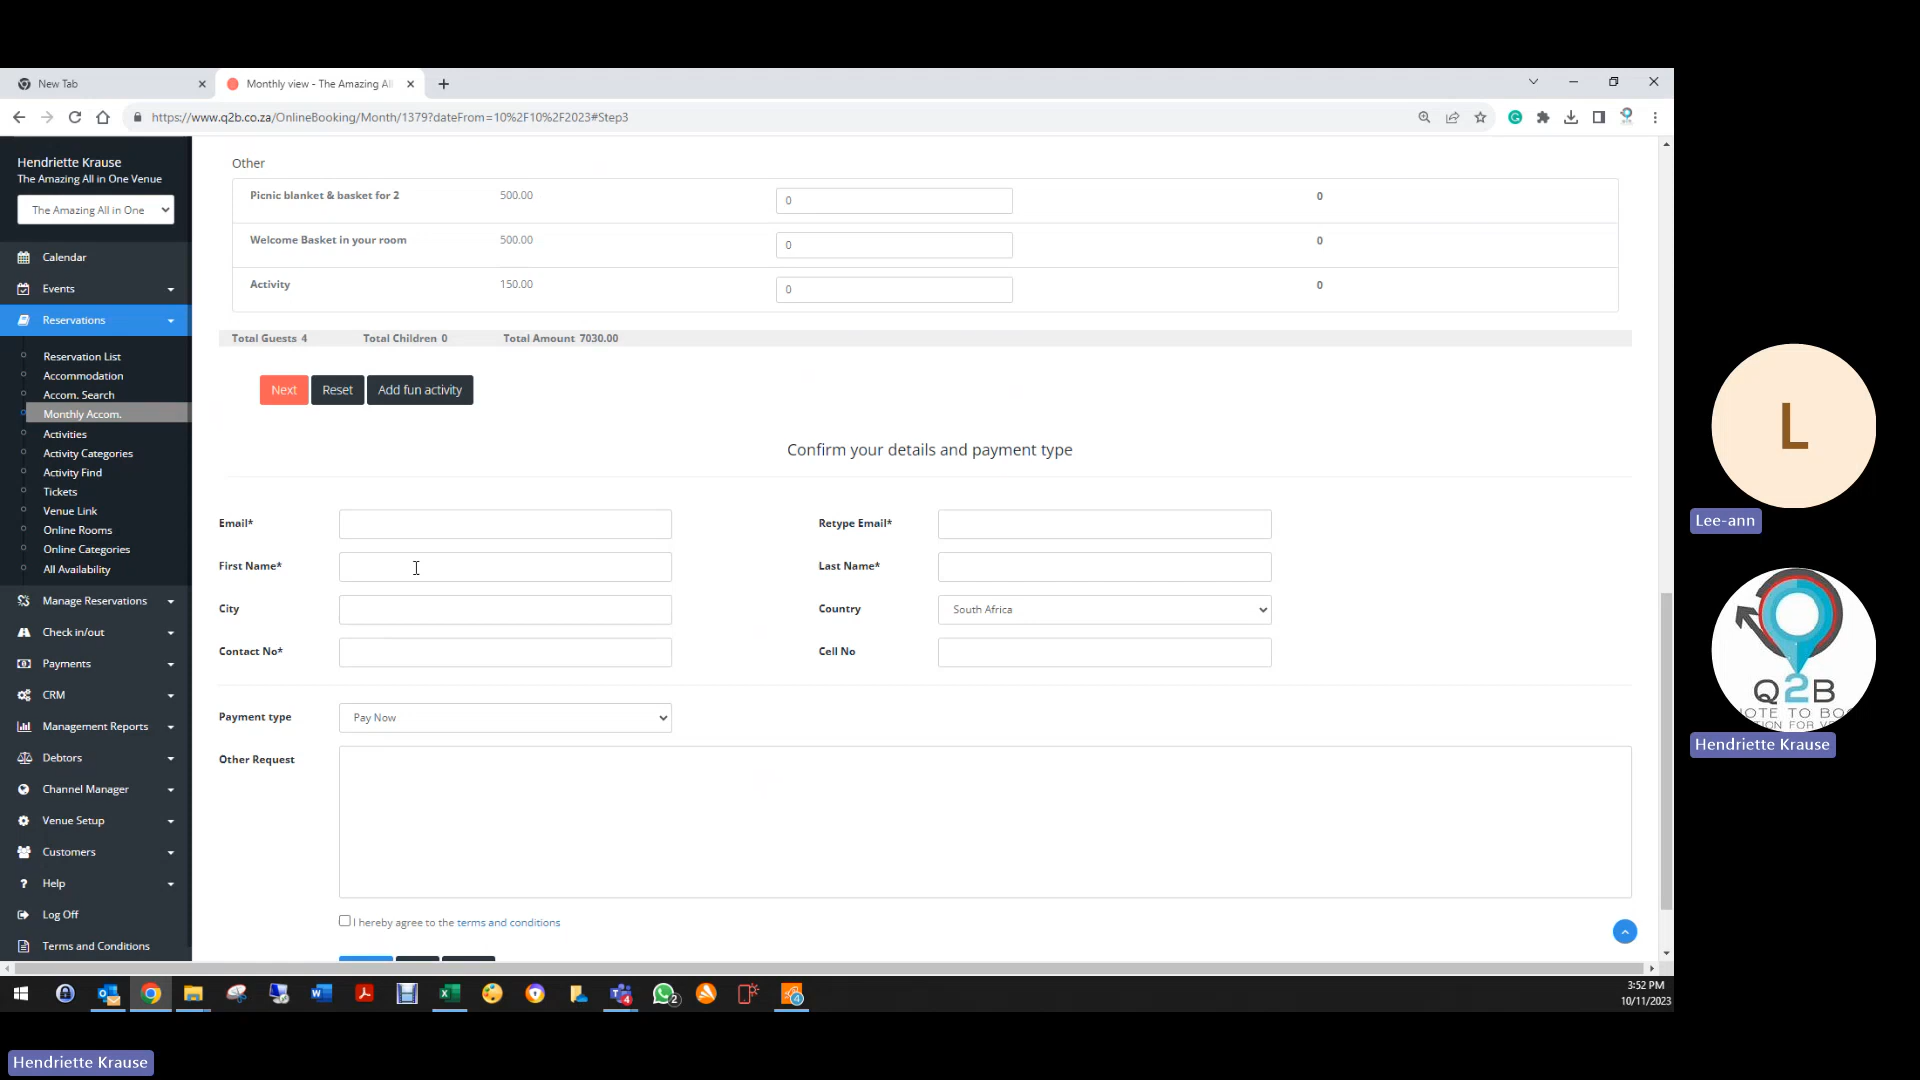 New Tab
Monthly view - The Amazing Al
https://www.q2b.co.za/OnlineBooking/Month/1379?dateFrom=10%2F10%2F2023#Step3
Hendriette Krause
The Amazing All in One Venue
The Amazing All in One
Calendar
Events
Reservations
Reservation List
Accommodation
Accom. Search
Monthly Accom.
Activities
Activity Categories
Activity Find
Tickets
Venue Link
Online Rooms
Online Categories
All Availability
Manage Reservations
Check in/out
Payments
CRM
Management Reports
Debtors
Channel Manager
Venue Setup
Customers
Help
Log Off
Terms and Conditions
Other
Picnic blanket & basket for 2 500.00 0 0
Welcome Basket in your room 500.00 0 0
Activity 150.00 0 0
Total Guests 4 Total Children 0 Total Amount 7030.00
Next Reset Add fun activity
Confirm your details and payment type
Email* Retype Email*
First Name* Last Name*
City Country South Africa
Contact No* Cell No
Payment type Pay Now
Other Request
I hereby agree to the terms and conditions
3:52 PM
10/11/2023
L
Lee-ann
Q2B
Hendriette Krause
Hendriette Krause